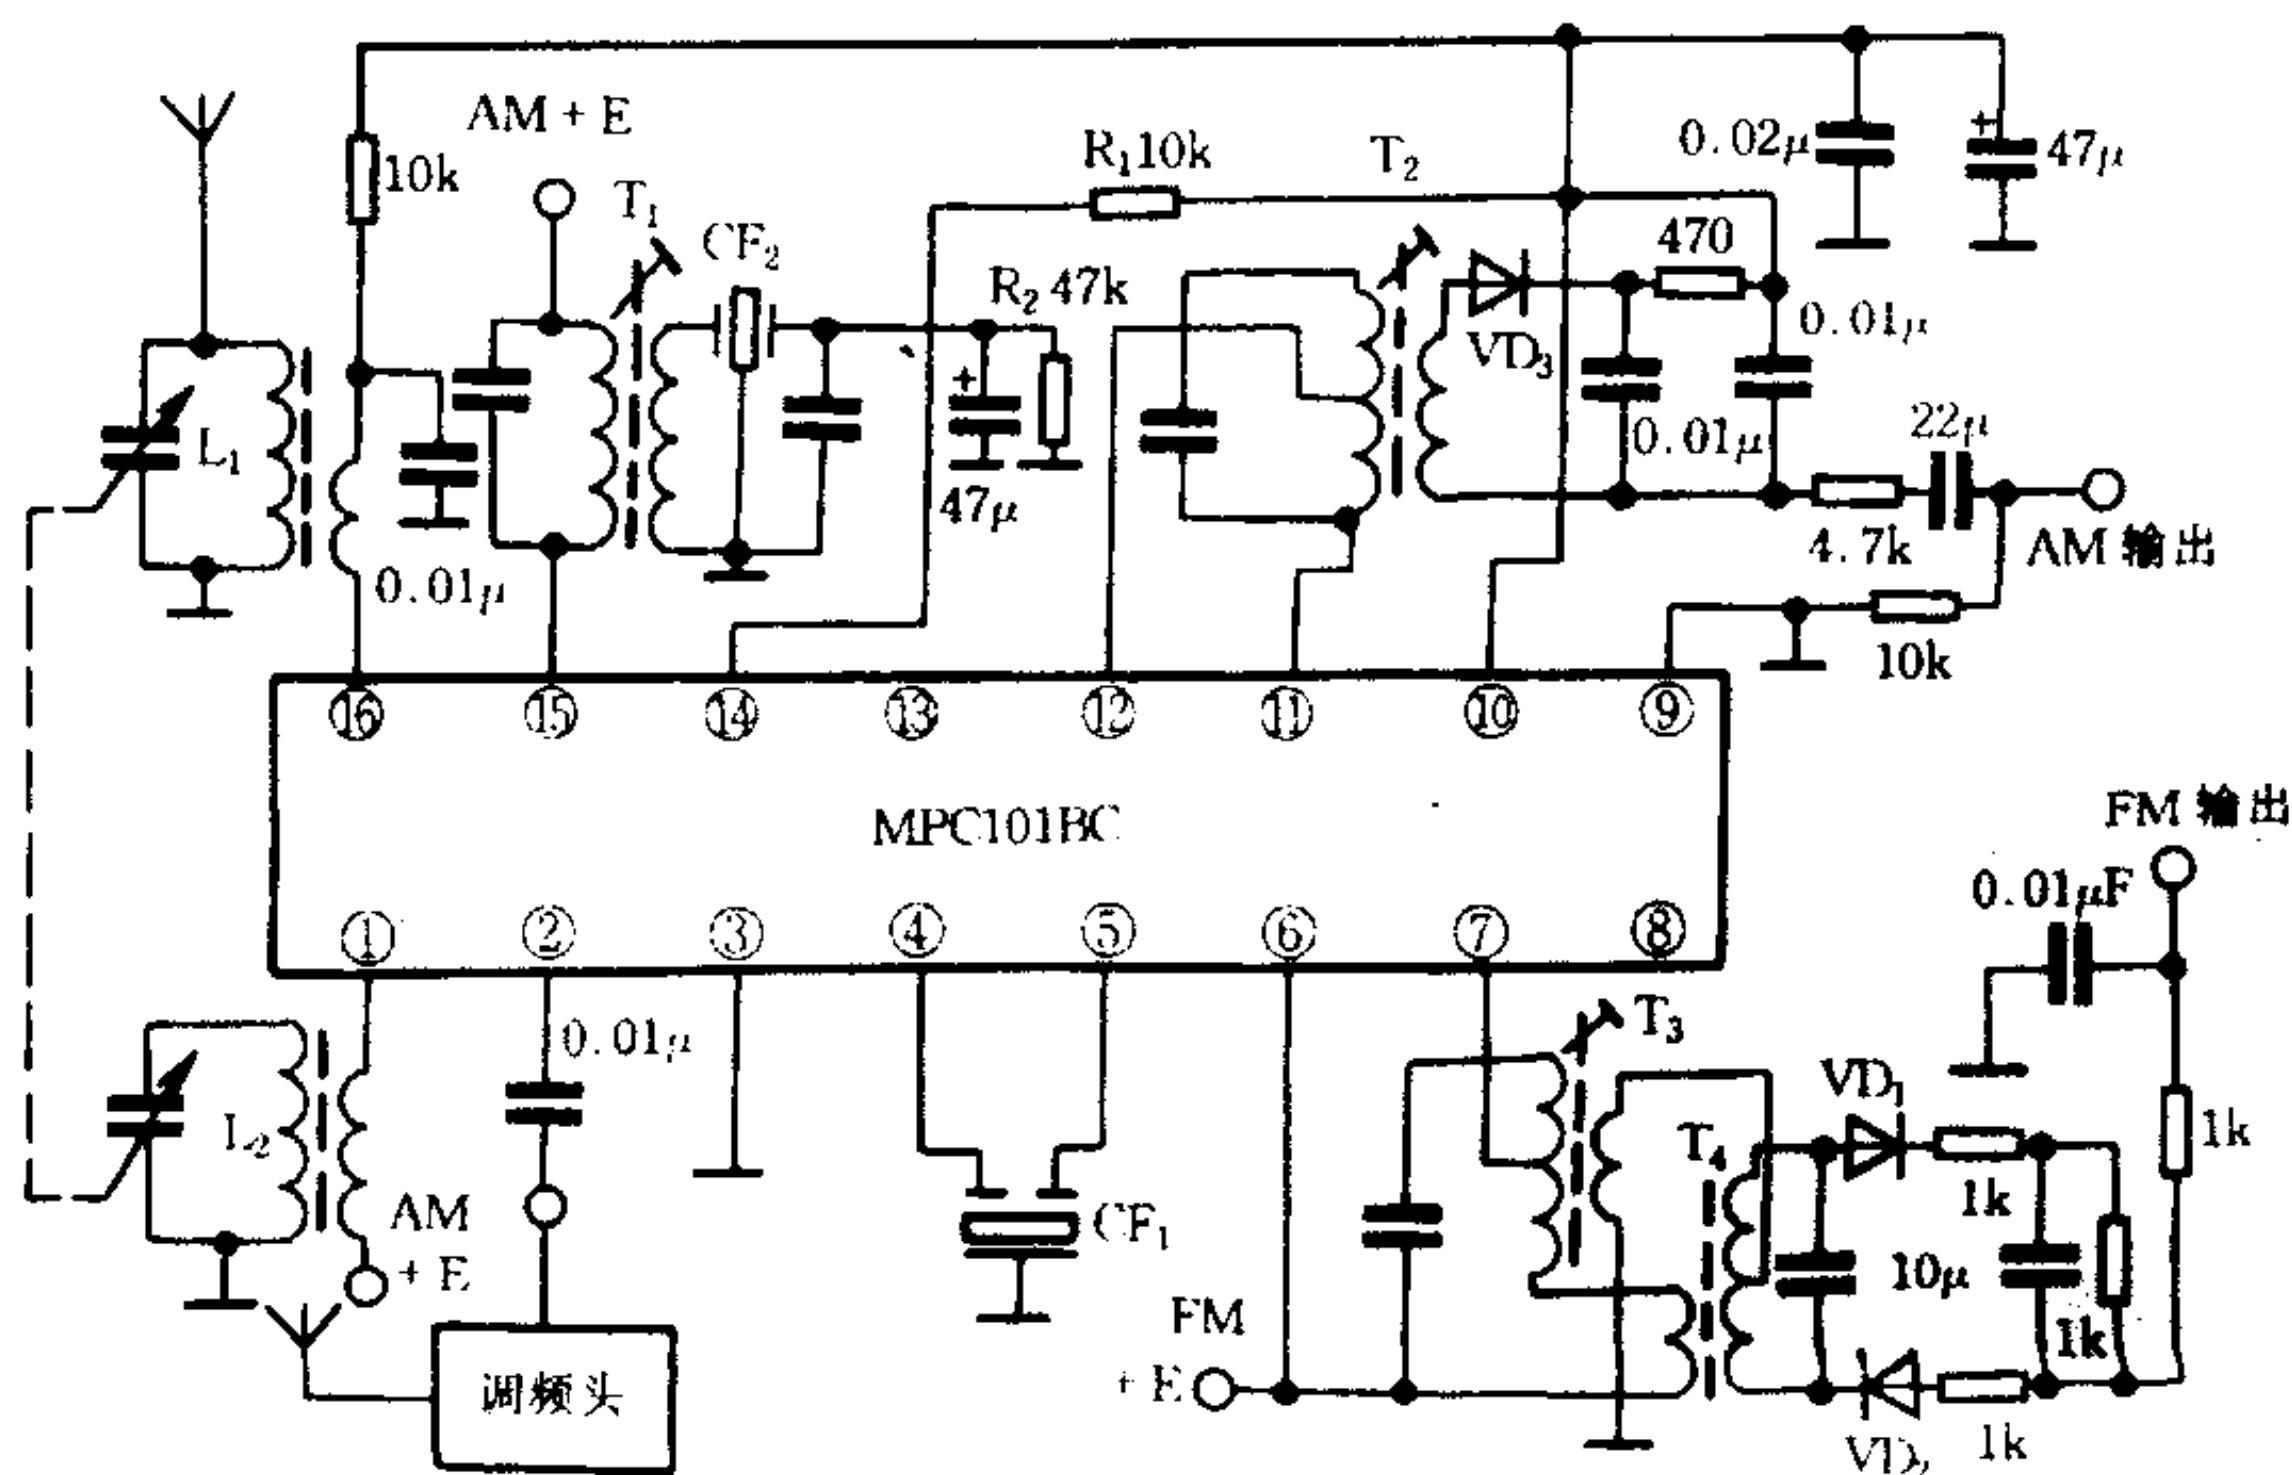 AM + E
10k
T₁
CF₂
R₁10k
T₂
0.02μ
47μ
R₂ 47k
470
VD₃
0.01μ
L₁
0.01μ
22μ
47μ
4.7k
AM 输出
0.01μ
10k
⑯ ⑮ ⑭ ⑬ ⑫ ⑪ ⑩ ⑨
MPC101BC
① ② ③ ④ ⑤ ⑥ ⑦ ⑧
FM 输出
0.01μF
0.01μ
T₃
VD₁
1k
L₂
T₄
1k
AM
+ E
CF₁
10μ
1k
FM
+ E
调频头
1k